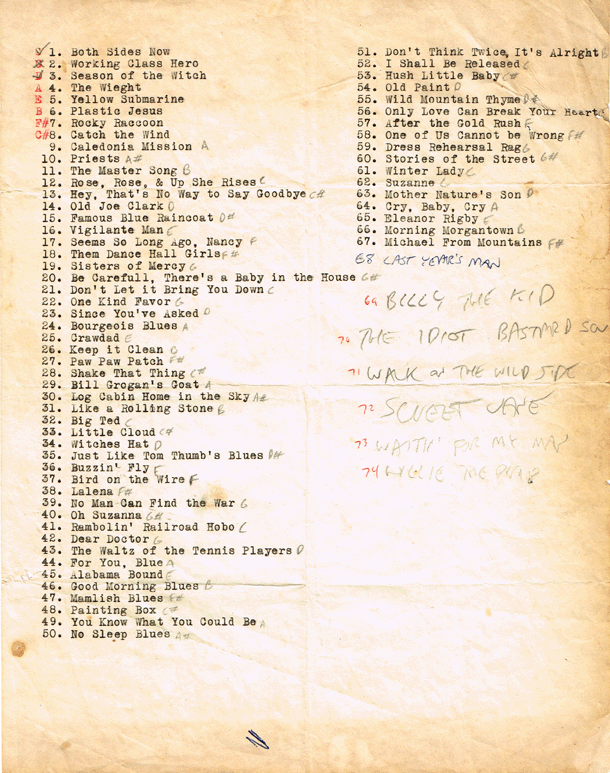 1. Both Sides Now
2. Working Class Hero
3. Season of the Witch
A 4. The Wieght
E 5. Yellow Submarine
B 6. Plastic Jesus
F# 7. Rocky Raccoon
C# 8. Catch the Wind
9. Caledonia Mission A
10. Priests A#
11. The Master Song B
12. Rose, Rose, & Up She Rises C
13. Hey, That's No Way to Say Goodbye C#
14. Old Joe Clark D
15. Famous Blue Raincoat D#
16. Vigilante Man E
17. Seems So Long Ago, Nancy F
18. Them Dance Hall Girls F#
19. Sisters of Mercy G
20. Be Carefull, There's a Baby in the House G#
21. Don't Let it Bring You Down C
22. One Kind Favor G
23. Since You've Asked D
24. Bourgeois Blues A
25. Crawdad E
26. Keep it Clean
27. Paw Paw Patch F#
28. Shake That Thing C#
29. Bill Grogan's Goat A
30. Log Cabin Home in the Sky A#
31. Like a Rolling Stone B
32. Big Ted C
33. Little Cloud C#
34. Witches Hat D
35. Just Like Tom Thumb's Blues D#
36. Buzzin' Fly E
37. Bird on the Wire F
38. Lalena F#
39. No Man Can Find the War G
40. Oh Suzanna G#
41. Rambolin' Railroad Hobo C
42. Dear Doctor G
43. The Waltz of the Tennis Players D
44. For You, Blue A
45. Alabama Bound E
46. Good Morning Blues B
47. Mamlish Blues F#
48. Painting Box C#
49. You Know What You Could Be A
50. No Sleep Blues A#
51. Don't Think Twice, It's Alright B
52. I Shall Be Released C
53. Hush Little Baby C#
54. Old Paint D
55. Wild Mountain Thyme D#
56. Only Love Can Break Your Heart
57. After the Gold Rush F
58. One of Us Cannot be Wrong F#
59. Dress Rehearsal Rag G
60. Stories of the Street G#
61. Winter Lady C
62. Suzanne G
63. Mother Nature's Son D
64. Cry, Baby, Cry A
65. Eleanor Rigby E
66. Morning Morgantown B
67. Michael From Mountains F#
68 LAST YEAR'S MAN
69 BILLY THE KID
70 THE IDIOT BASTARD SON
71 WALK ON THE WILD SIDE
72 SWEET JANE
73 WAITIN' FOR MY MAN
74